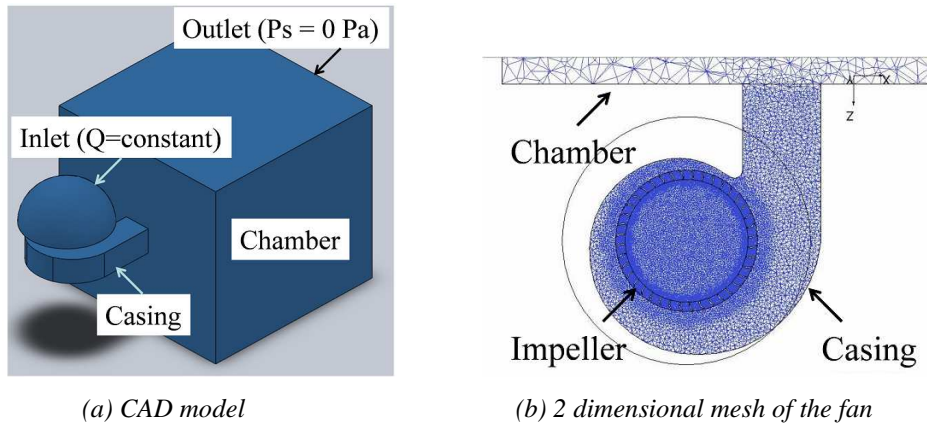 Outlet (Ps = 0 Pa)
Inlet (Q=constant)
Chamber
Casing
(a) CAD model
X
Z
Chamber
Impeller
Casing
(b) 2 dimensional mesh of the fan